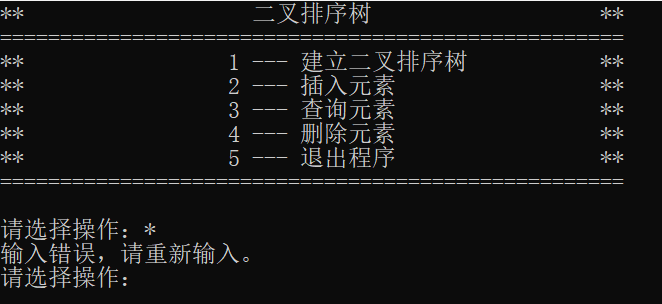 ** 二叉排序树 **
====================================================
** 1 --- 建立二叉排序树 **
** 2 --- 插入元素 **
** 3 --- 查询元素 **
** 4 --- 删除元素 **
** 5 --- 退出程序 **
====================================================
请选择操作：*
输入错误，请重新输入。
请选择操作：